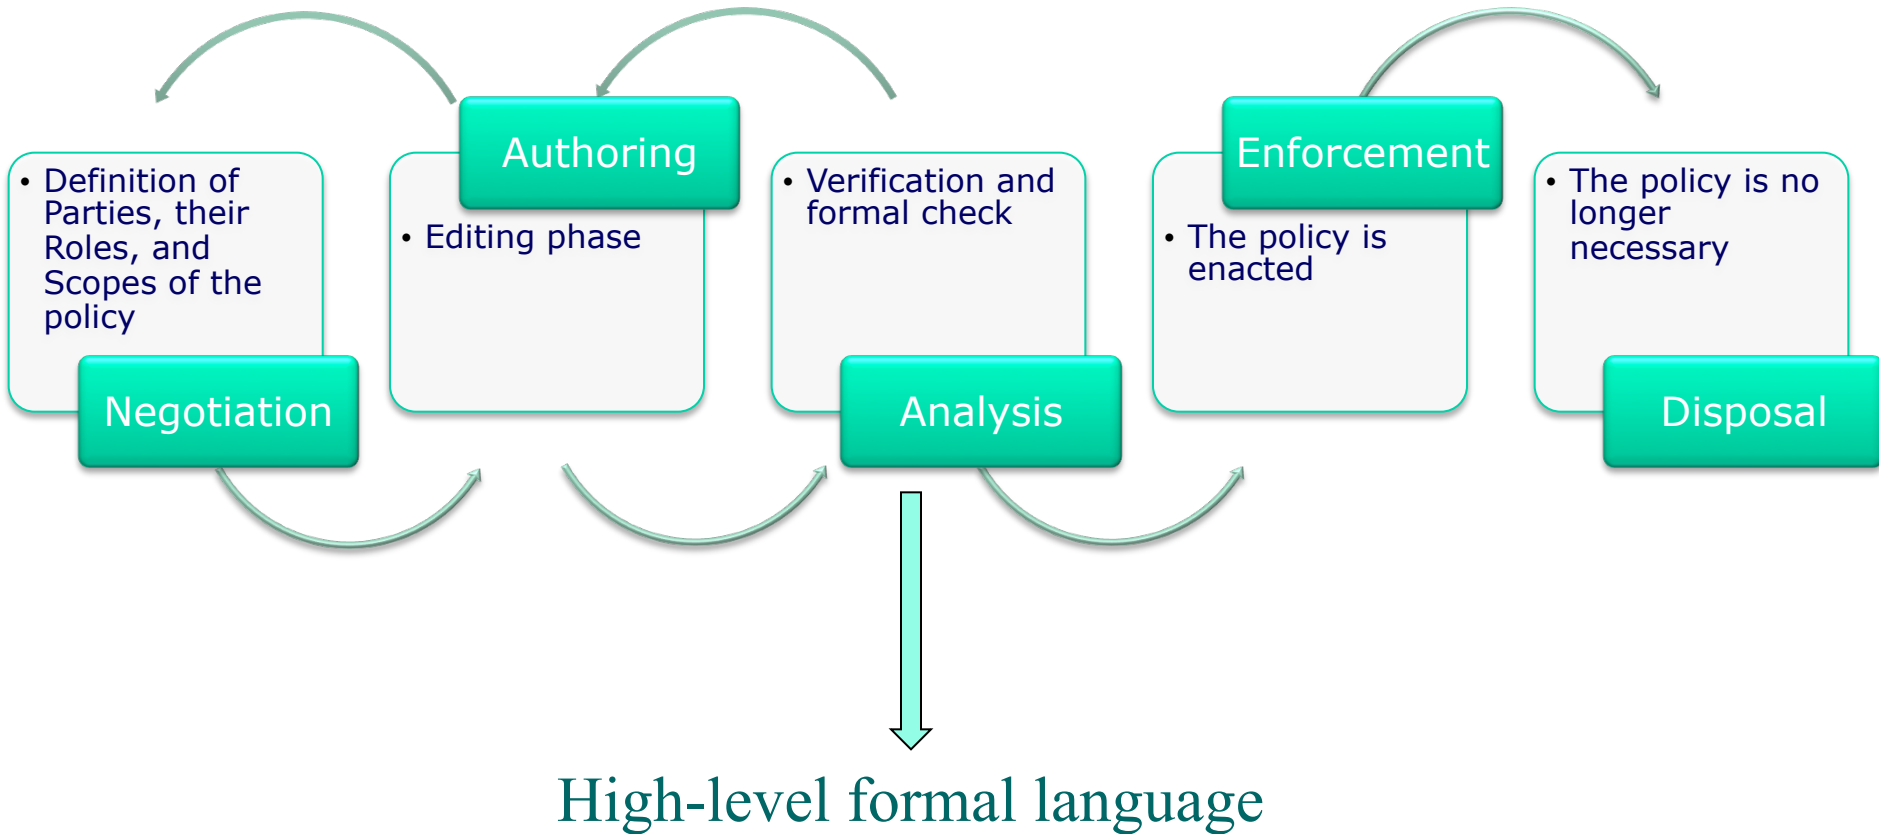 • Definition of
Parties, their
Roles, and
Scopes of the
policy
Negotiation
Authoring
• Editing phase
• Verification and
formal check
Analysis
Enforcement
• The policy is
enacted
• The policy is no
longer
necessary
Disposal
High-level formal language